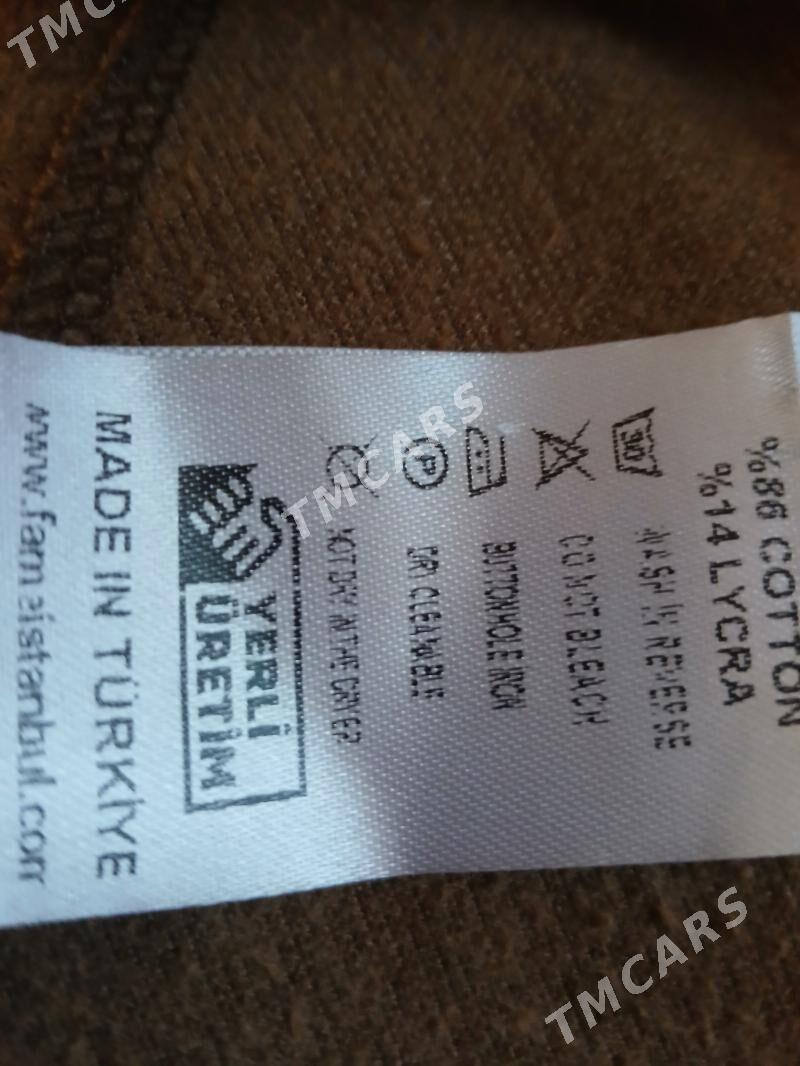 %86 COTTON
%14 LYCRA
30 WASH IN REVERSE
DO NOT BLEACH
BUTTONHOLE IRON
P DRY CLEANABLE
NOT DRY IN THE DRYER
YERLİ
ÜRETİM
MADE IN TÜRKİYE
TMCARS
TMCARS
TMCARS